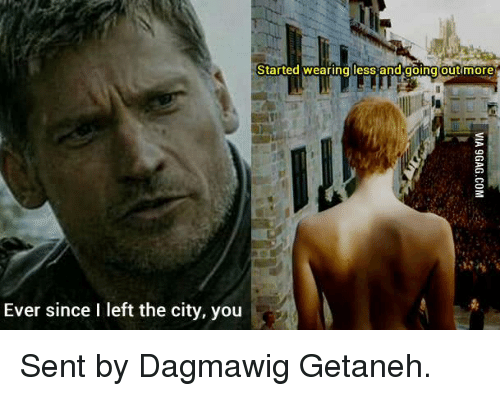 Started wearing less and going out more
VIA 9GAG.COM
Ever since I left the city, you
Sent by Dagmawig Getaneh.